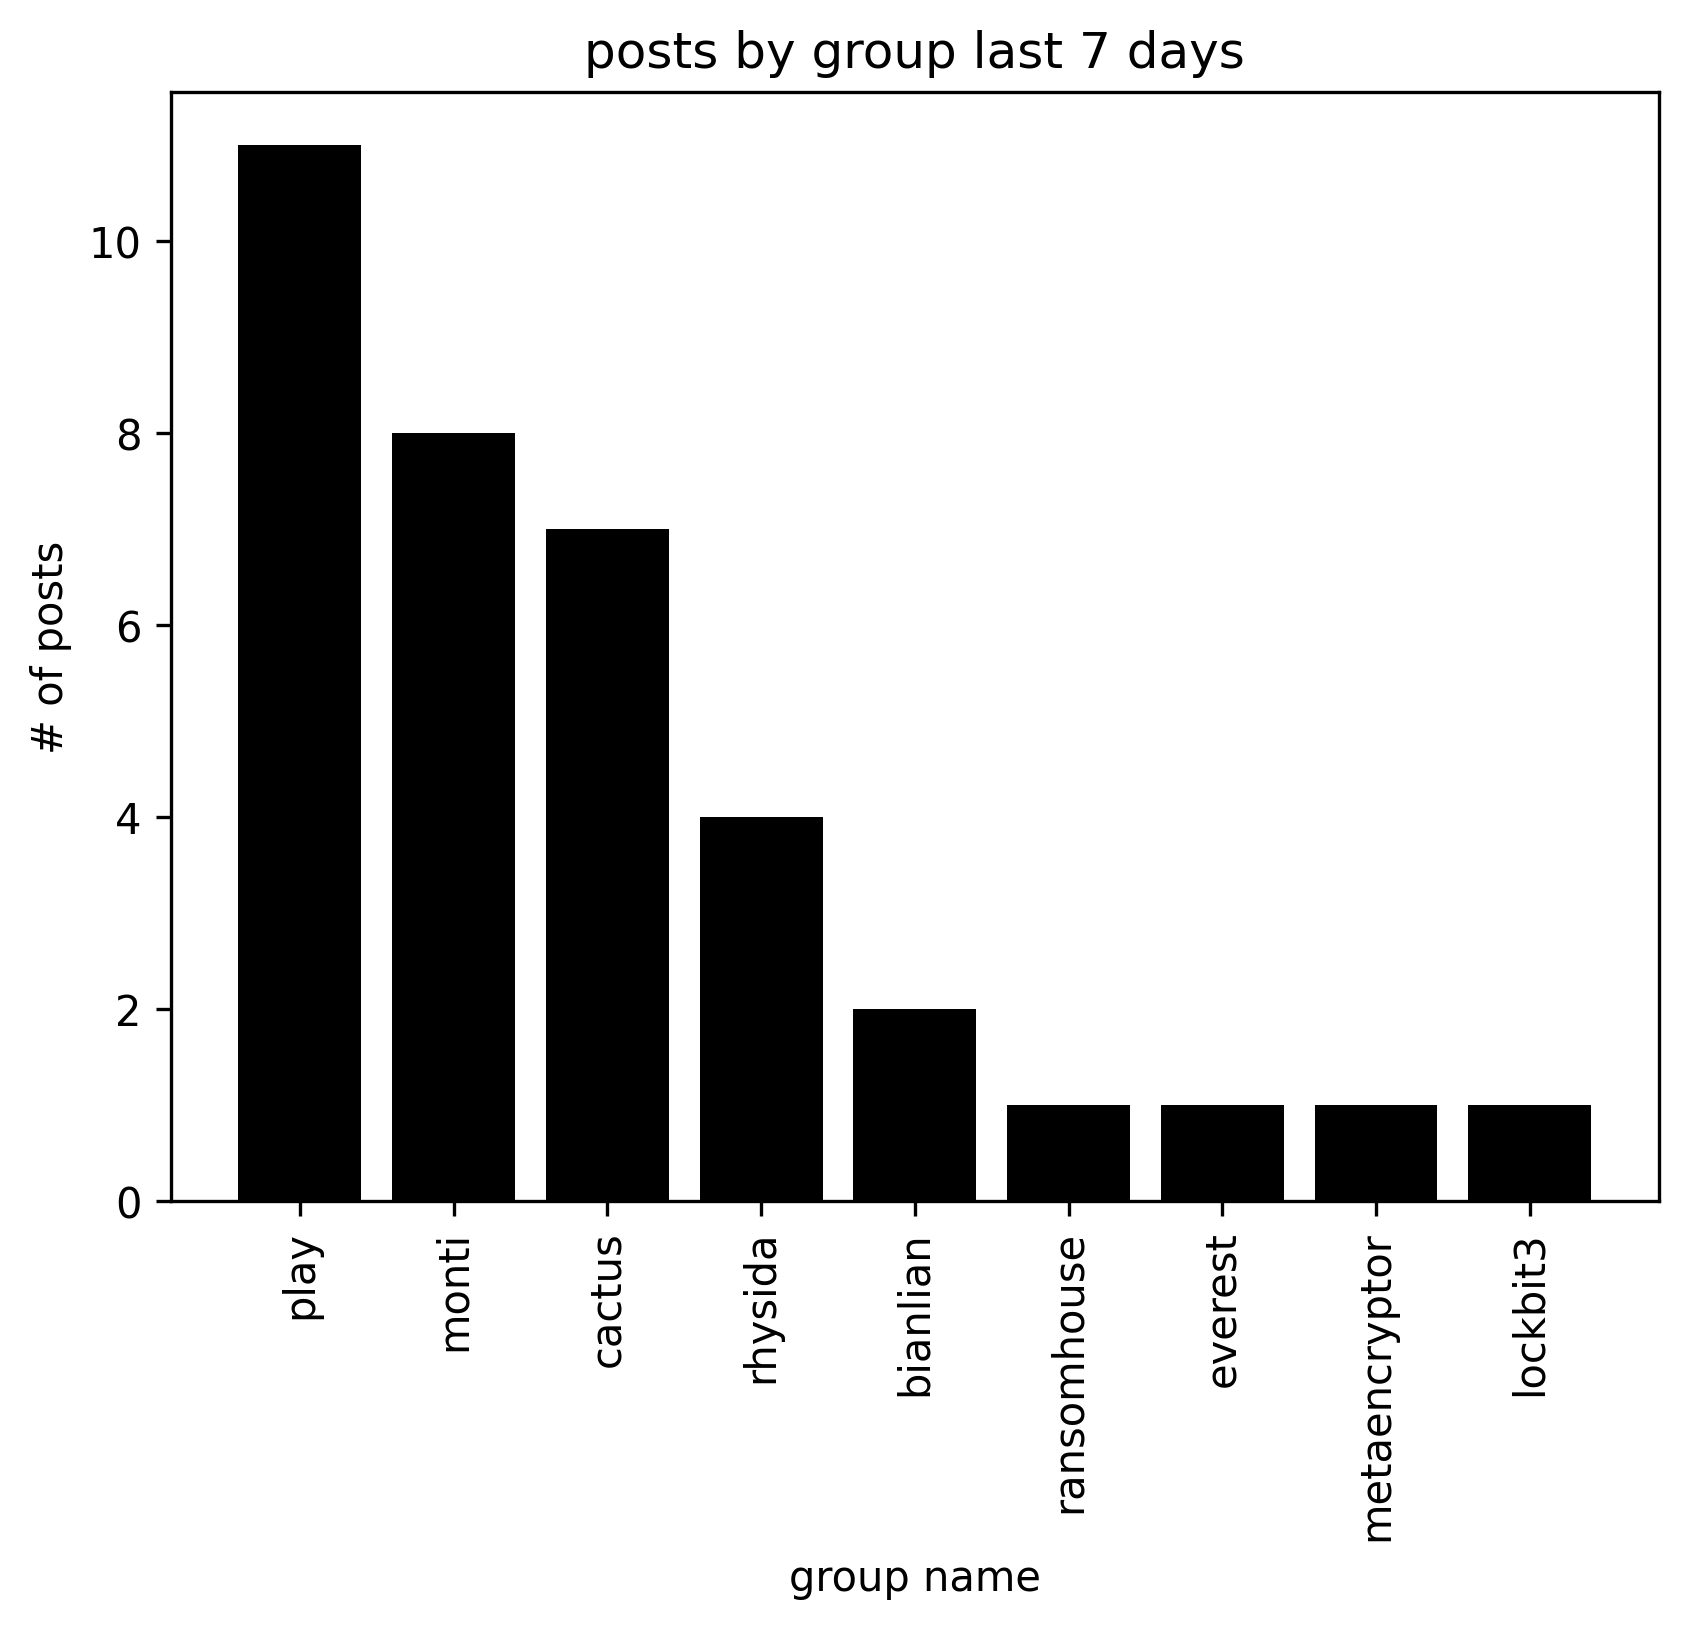 posts by group last 7 days
# of posts
10
8
6
4
2
0
play
monti
cactus
rhysida
bianlian
ransomhouse
everest
metaencryptor
lockbit3
group name